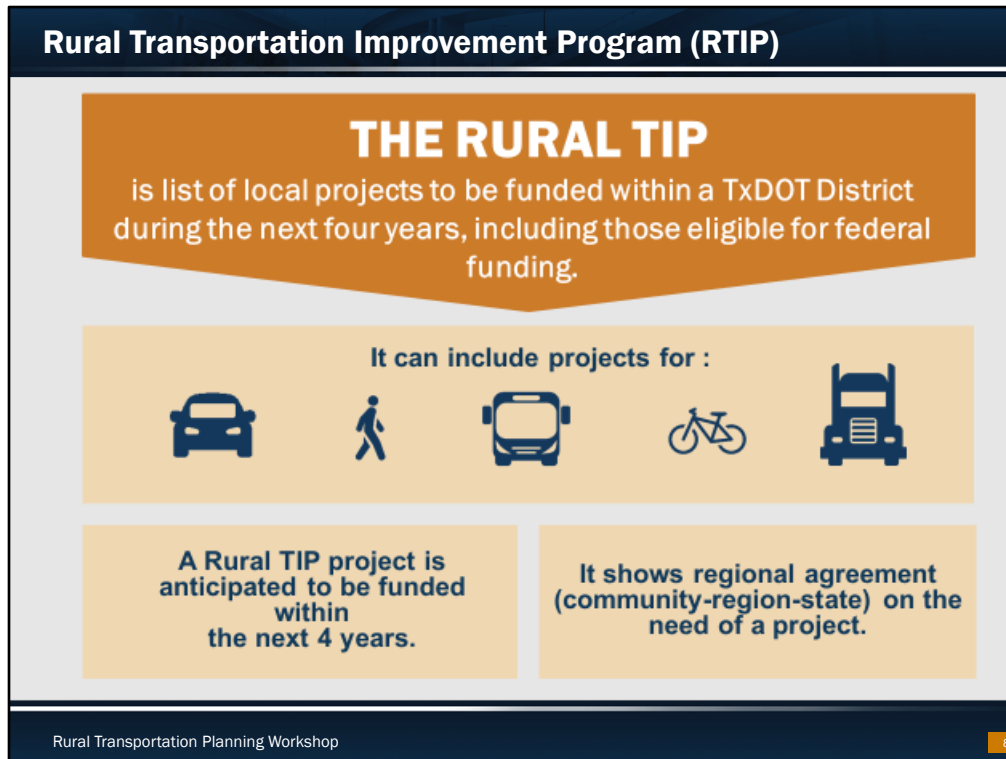 Rural Transportation Improvement Program (RTIP)
THE RURAL TIP
is list of local projects to be funded within a TxDOT District
during the next four years, including those eligible for federal
funding.
It can include projects for :
A Rural TIP project is
anticipated to be funded
within
the next 4 years.
It shows regional agreement
(community-region-state) on the
need of a project.
Rural Transportation Planning Workshop